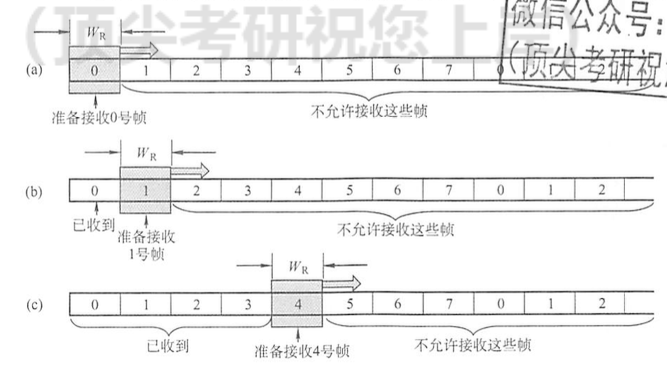 (顶尖考研祝您上
微信公众号:
(顶尖考研祝
W_R
(a) 0 1 2 3 4 5 6 7 0
准备接收0号帧
不允许接收这些帧
W_R
(b) 0 1 2 3 4 5 6 7 0 1 2
已收到
准备接收
1号帧
不允许接收这些帧
W_R
(c) 0 1 2 3 4 5 6 7 0 1 2
已收到
准备接收4号帧
不允许接收这些帧